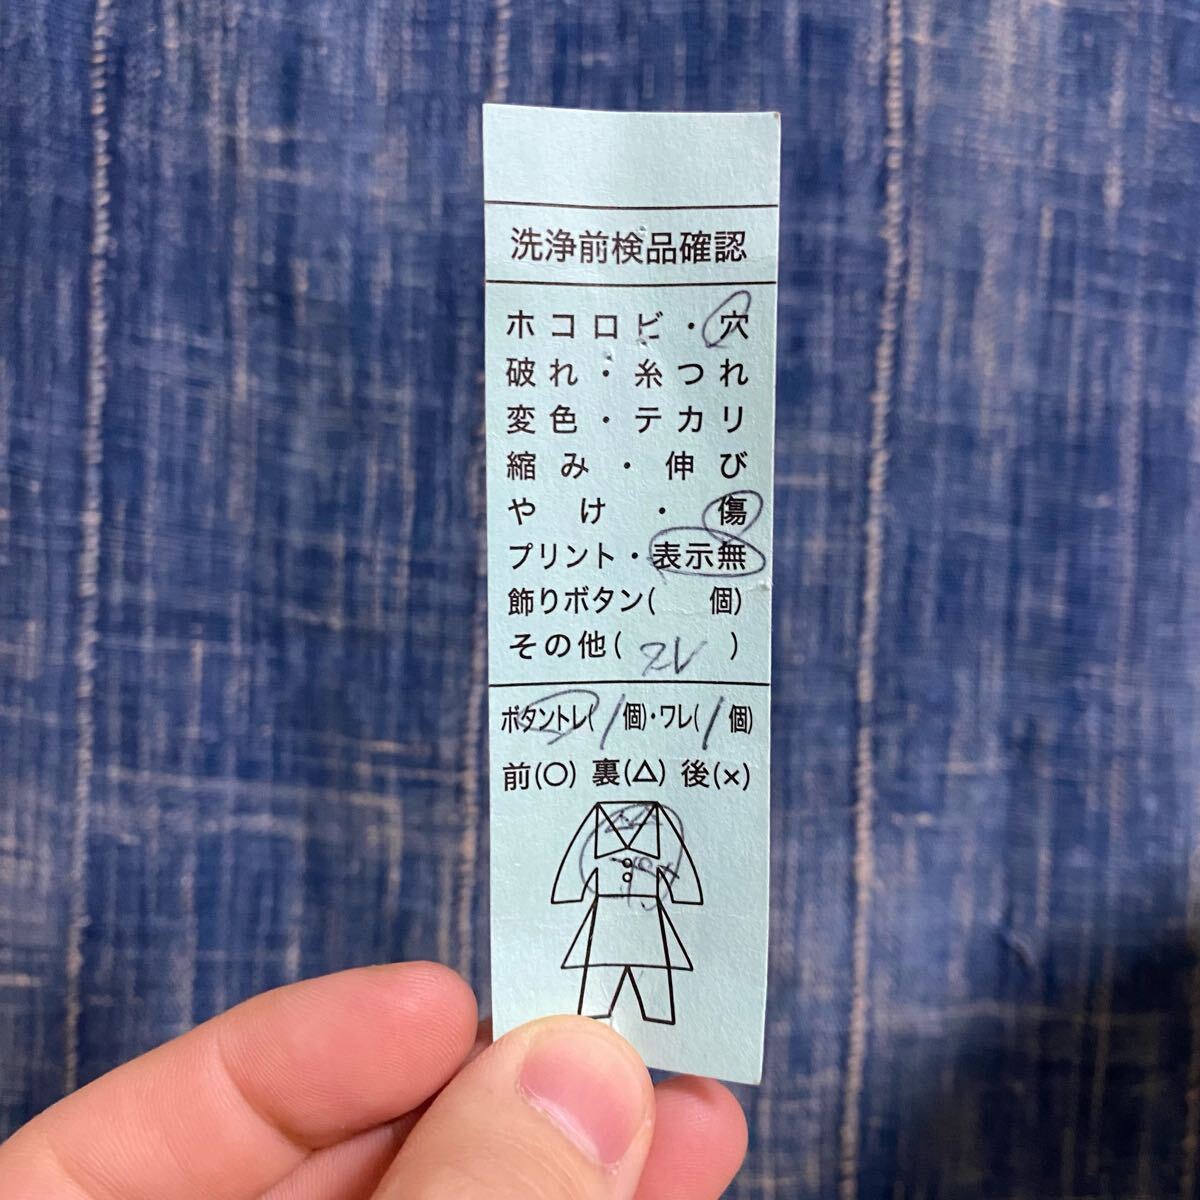 洗浄前検品確認
ホコロビ・穴
破れ・糸つれ
変色・テカリ
縮み・伸び
やけ・傷
プリント・表示無
飾りボタン(　個)
その他(　)
ボタントレ(/個)・ワレ(/個)
前(○) 裏(△) 後(×)